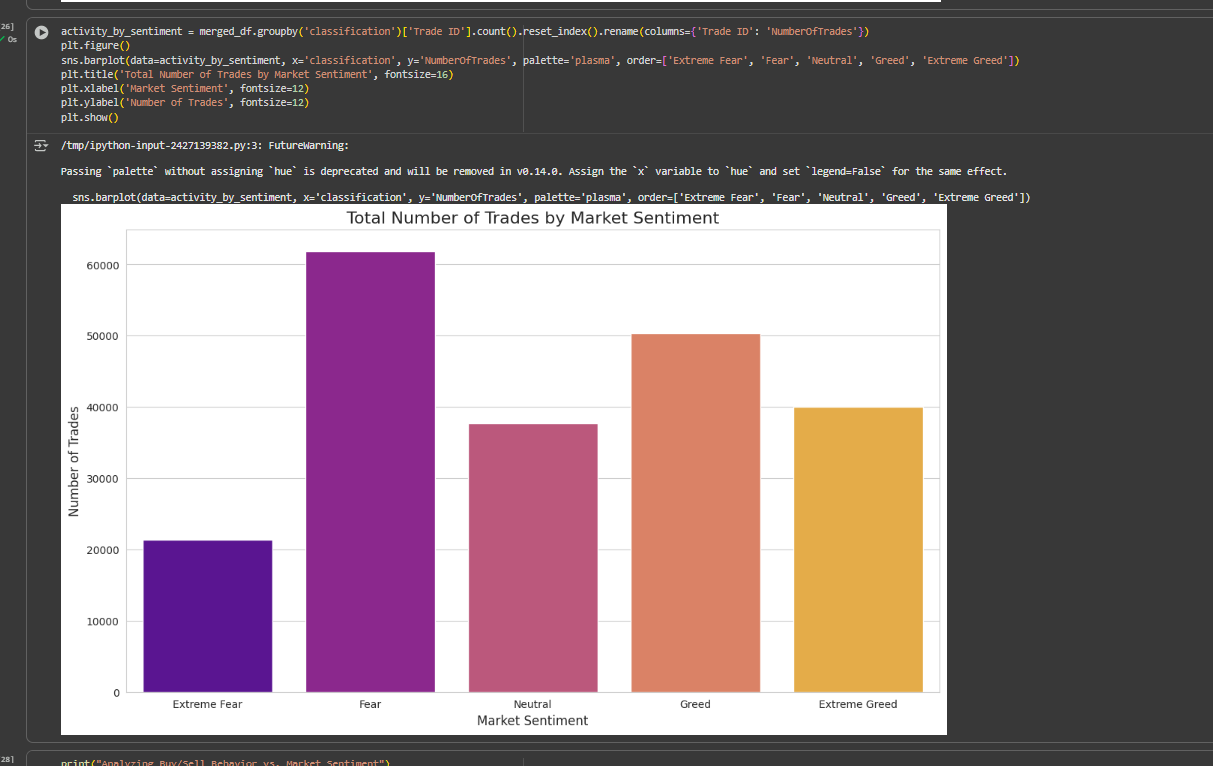 26]
0s
activity_by_sentiment = merged_df.groupby('classification')['Trade ID'].count().reset_index().rename(columns={'Trade ID': 'NumberOfTrades'})
plt.figure()
sns.barplot(data=activity_by_sentiment, x='classification', y='NumberOfTrades', palette='plasma', order=['Extreme Fear', 'Fear', 'Neutral', 'Greed', 'Extreme Greed'])
plt.title('Total Number of Trades by Market Sentiment', fontsize=16)
plt.xlabel('Market Sentiment', fontsize=12)
plt.ylabel('Number of Trades', fontsize=12)
plt.show()
/tmp/ipython-input-2427139382.py:3: FutureWarning:
Passing `palette` without assigning `hue` is deprecated and will be removed in v0.14.0. Assign the `x` variable to `hue` and set `legend=False` for the same effect.
sns.barplot(data=activity_by_sentiment, x='classification', y='NumberOfTrades', palette='plasma', order=['Extreme Fear', 'Fear', 'Neutral', 'Greed', 'Extreme Greed'])
Total Number of Trades by Market Sentiment
60000
50000
40000
30000
20000
10000
0
Number of Trades
Extreme Fear Fear Neutral Greed Extreme Greed
Market Sentiment
28]
print("Analyzing Buy/Sell Behavior vs. Market Sentiment")